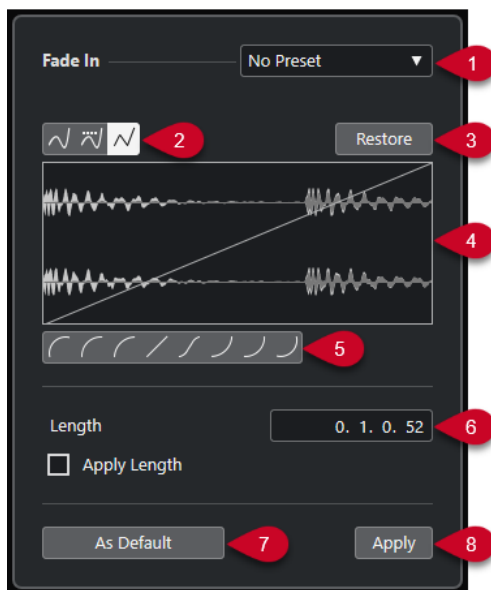 Fade In No Preset 1
2 Restore 3
4
5
Length 0. 1. 0. 52 6
Apply Length
As Default 7 Apply 8